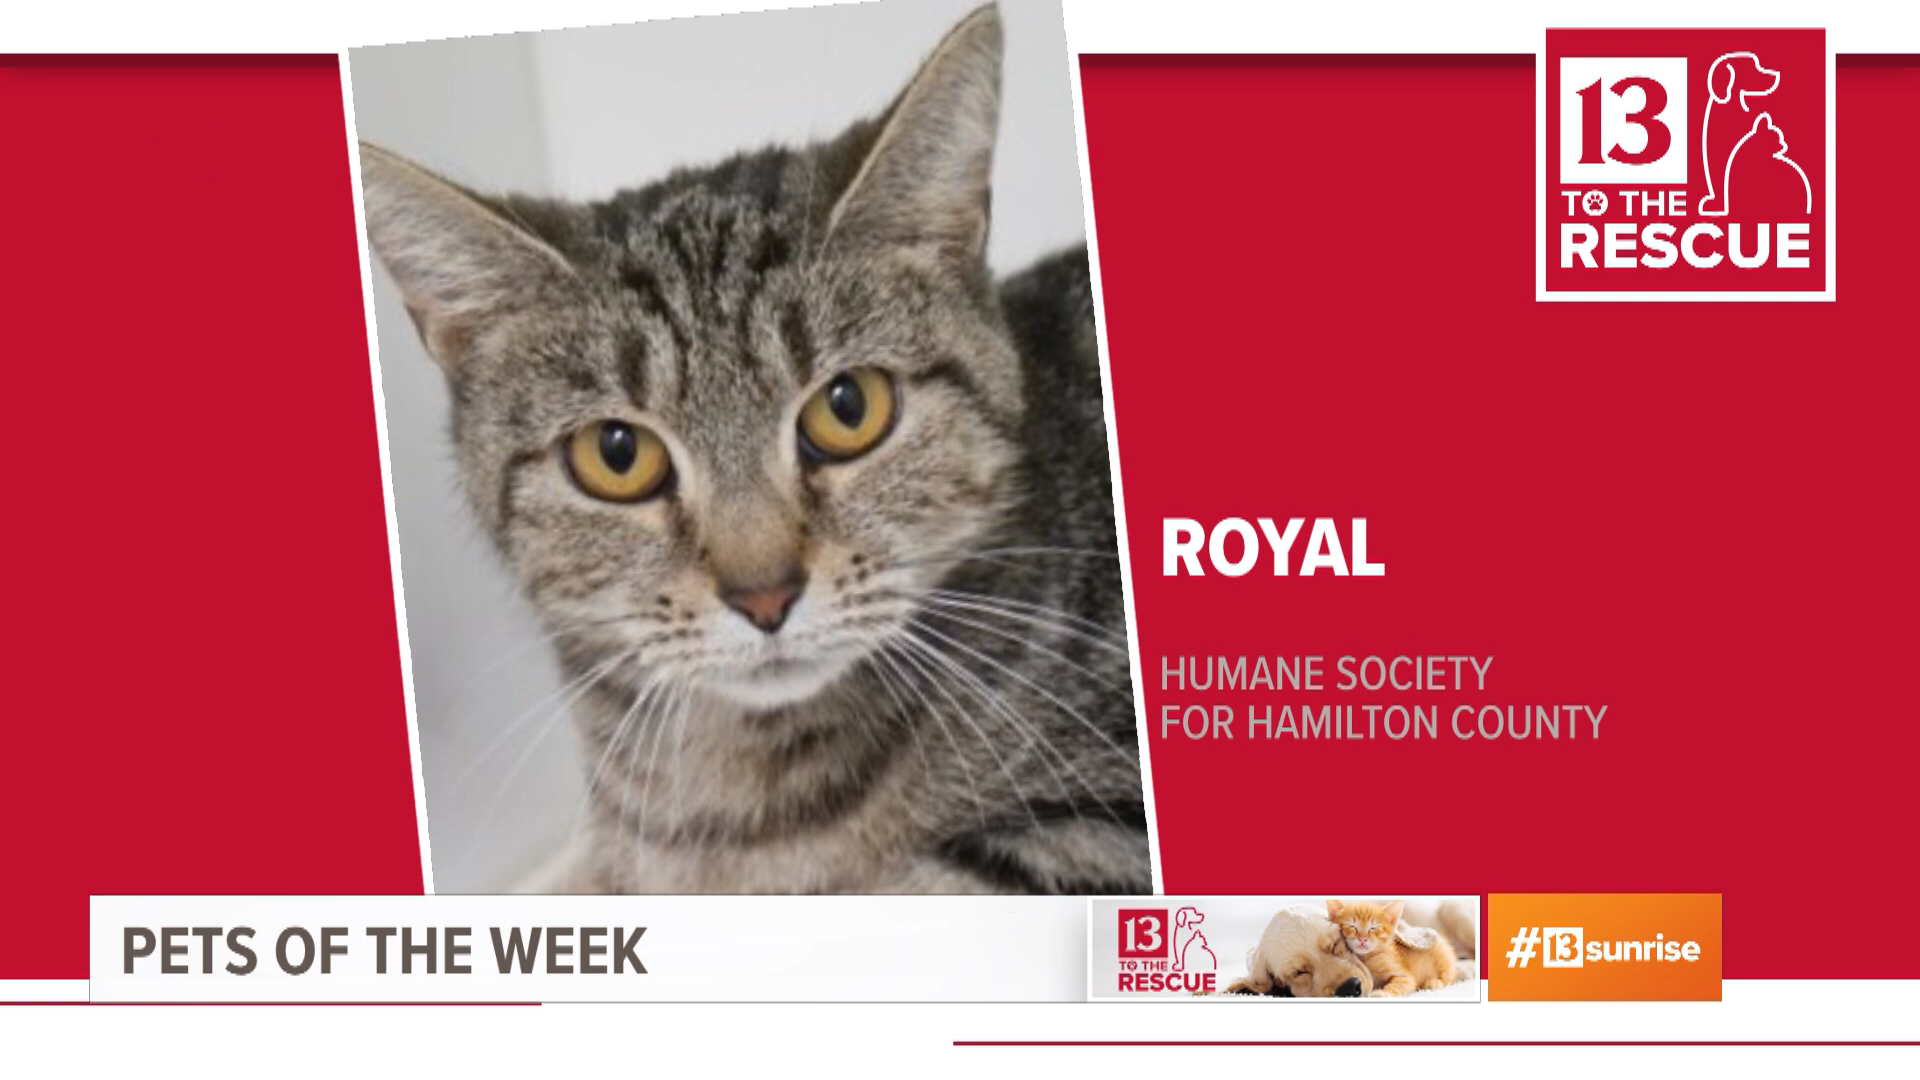 13
TO THE
RESCUE
ROYAL
HUMANE SOCIETY
FOR HAMILTON COUNTY
PETS OF THE WEEK
13
TO THE
RESCUE
#13sunrise